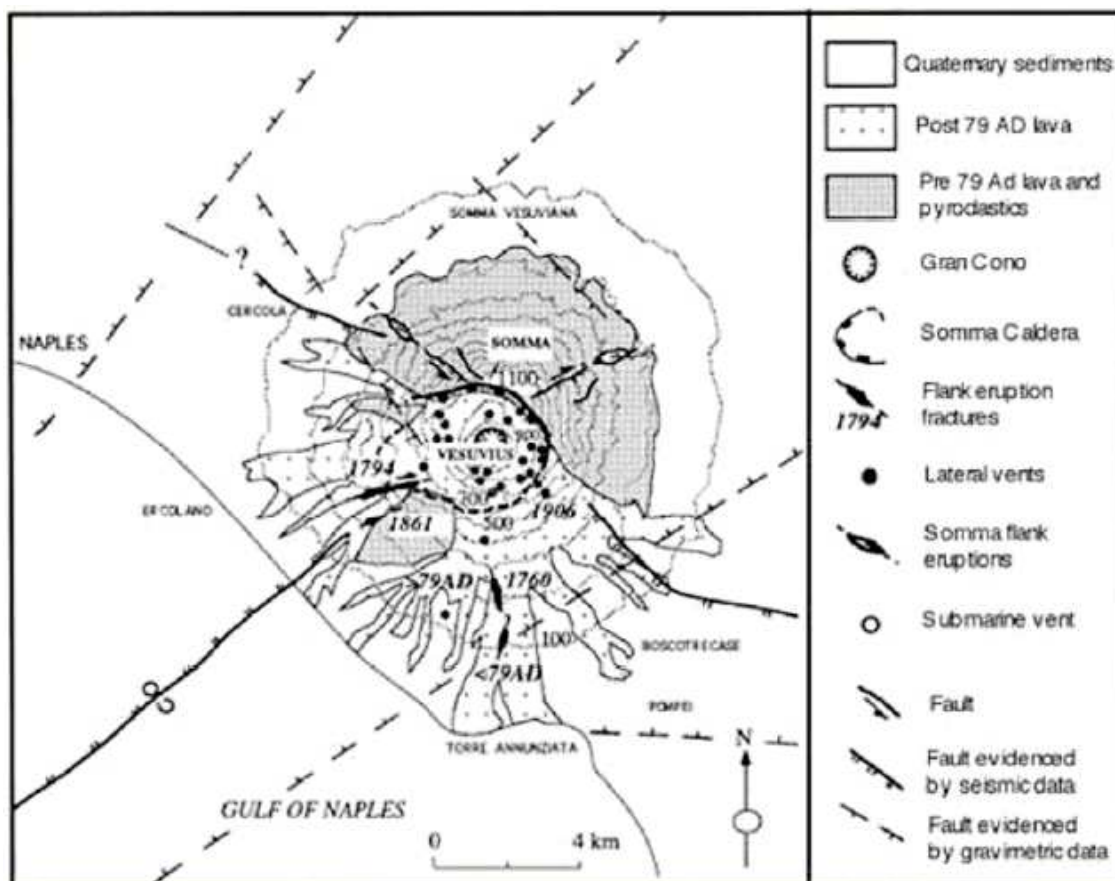 SOMMA VESUVIANA
?
CERCOLA
NAPLES
SOMMA
1100
VESUVIUS
1794
ERCOLANO
1861
1906
>79AD
1760
100
BOSCOTRECASE
<79AD
POMPEI
TORRE ANNUNZIATA
N
GULF OF NAPLES
0 4 km
Quaternary sediments
Post 79 AD lava
Pre 79 Ad lava and
pyroclastics
Gran Cono
Somma Caldera
Flank eruption
fractures
1794
Lateral vents
Somma flank
eruptions
Submarine vent
Fault
Fault evidenced
by seismic data
Fault evidenced
by gravimetric data